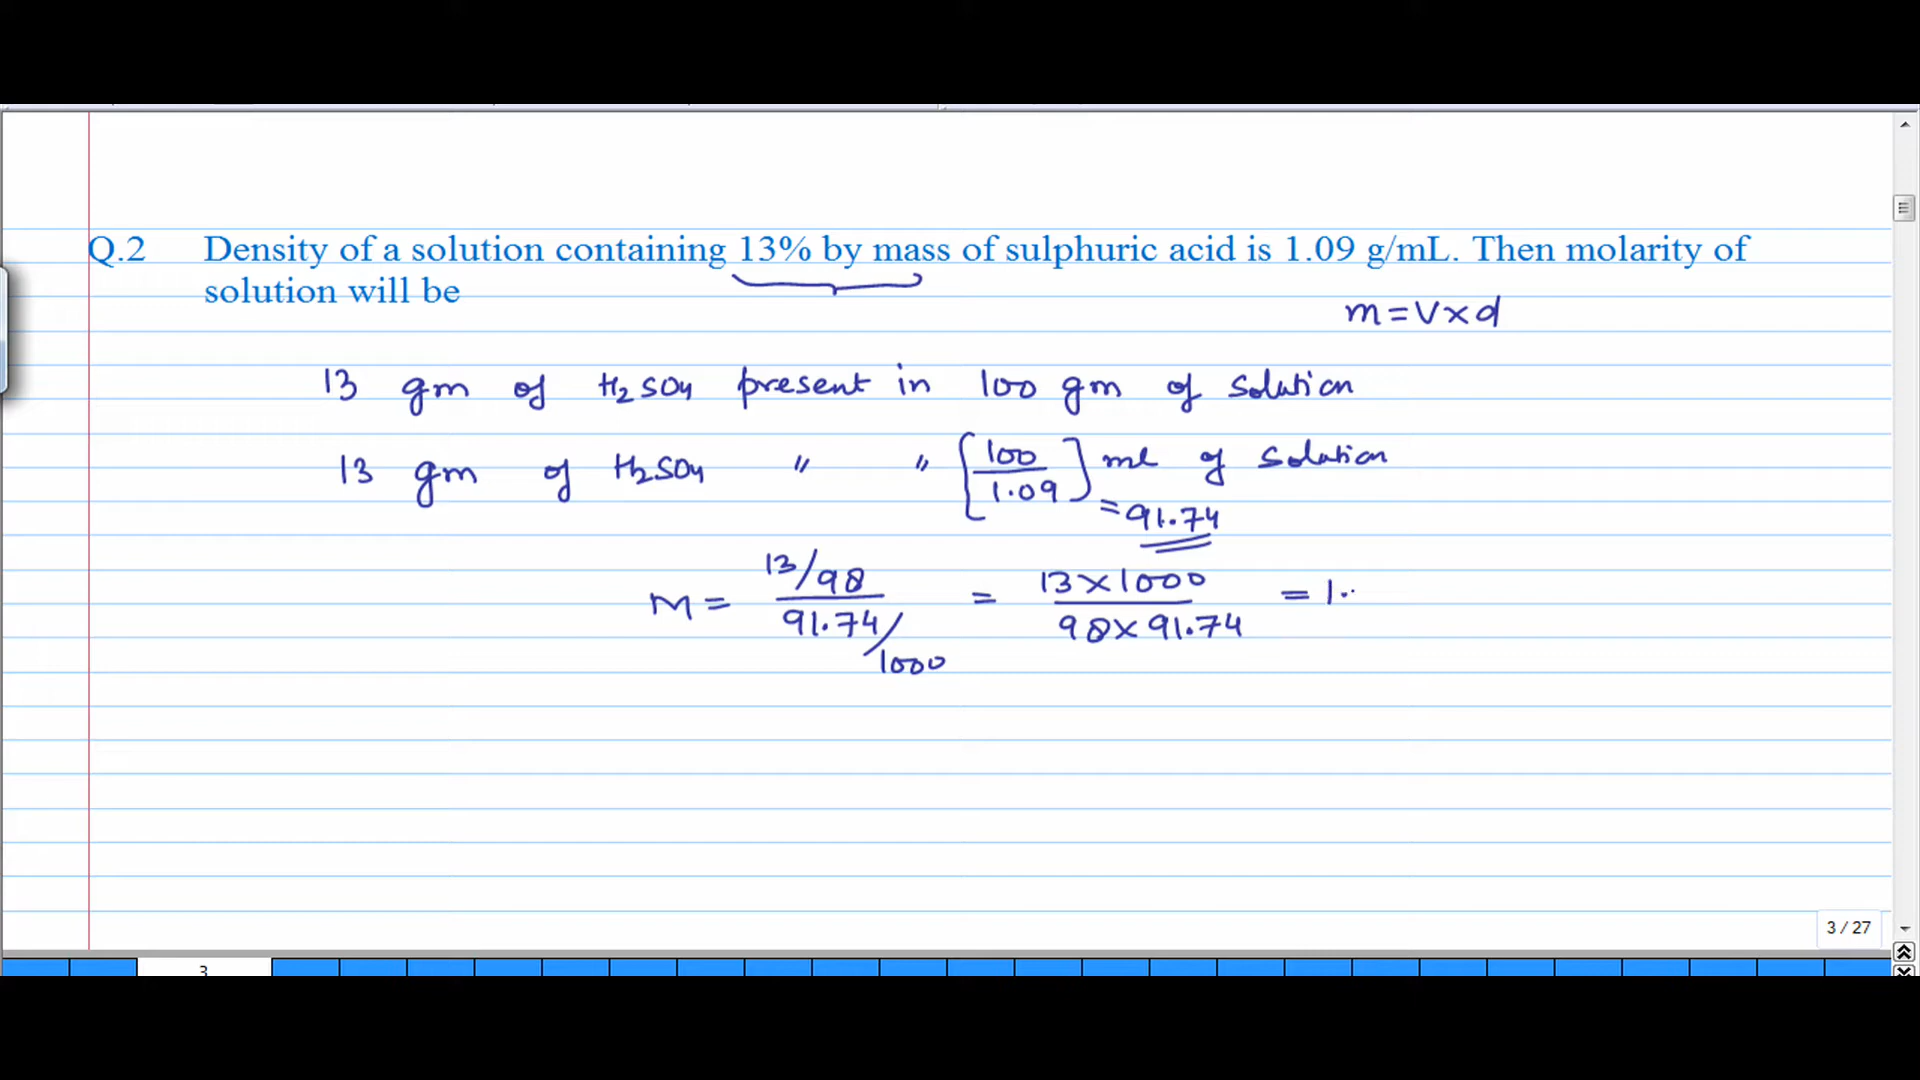 Q.2 Density of a solution containing 13% by mass of sulphuric acid is 1.09 g/mL. Then molarity of
solution will be
m = V × d
13 gm of H₂SO₄ present in 100 gm of solution
13 gm of H₂SO₄ " " [100/1.09] ml of solution
= 91.74
M = (13/98)/(91.74/1000) = (13 × 1000)/(98 × 91.74) = 1.
3 / 27
3